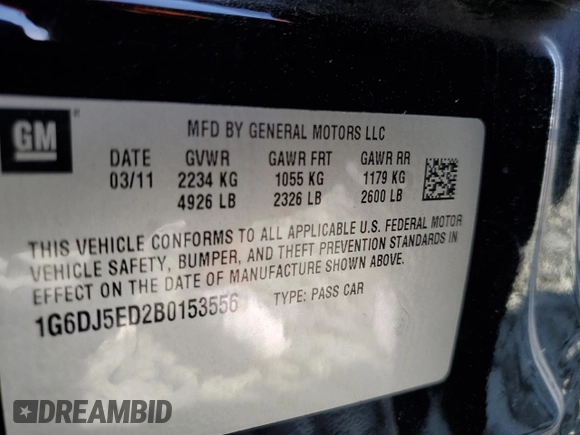 GM
MFD BY GENERAL MOTORS LLC
DATE GVWR GAWR FRT GAWR RR
03/11 2234 KG 1055 KG 1179 KG
4926 LB 2326 LB 2600 LB
THIS VEHICLE CONFORMS TO ALL APPLICABLE U.S. FEDERAL MOTOR
VEHICLE SAFETY, BUMPER, AND THEFT PREVENTION STANDARDS IN
EFFECT ON THE DATE OF MANUFACTURE SHOWN ABOVE.
1G6DJ5ED2B0153556 TYPE: PASS CAR
DREAMBID